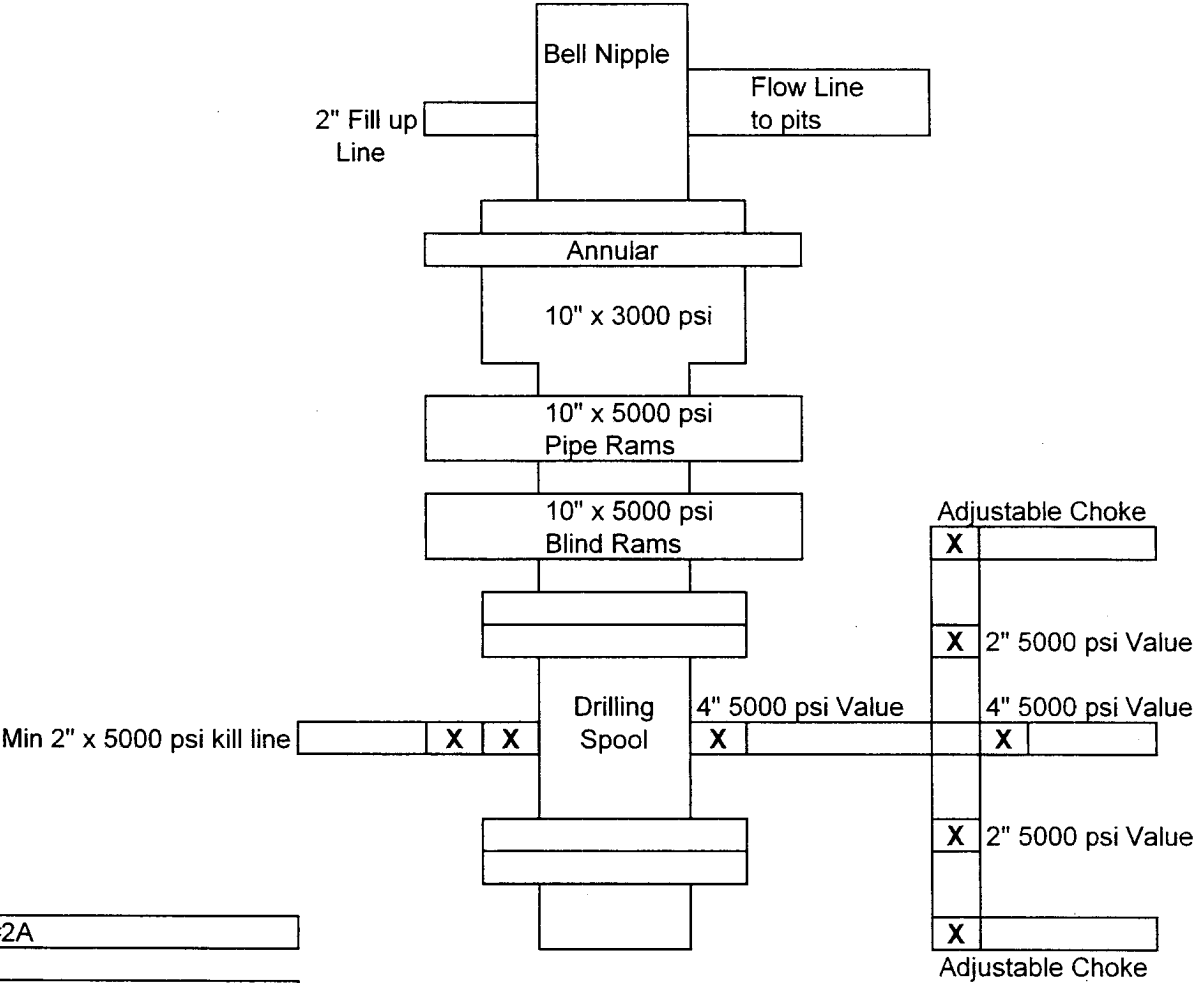 Bell Nipple
Flow Line
to pits
2" Fill up
Line
Annular
10" x 3000 psi
10" x 5000 psi
Pipe Rams
10" x 5000 psi
Blind Rams
Adjustable Choke
X
X 2" 5000 psi Value
Drilling
Spool
4" 5000 psi Value
4" 5000 psi Value
Min 2" x 5000 psi kill line
X X
X
X
X 2" 5000 psi Value
2A
X
Adjustable Choke